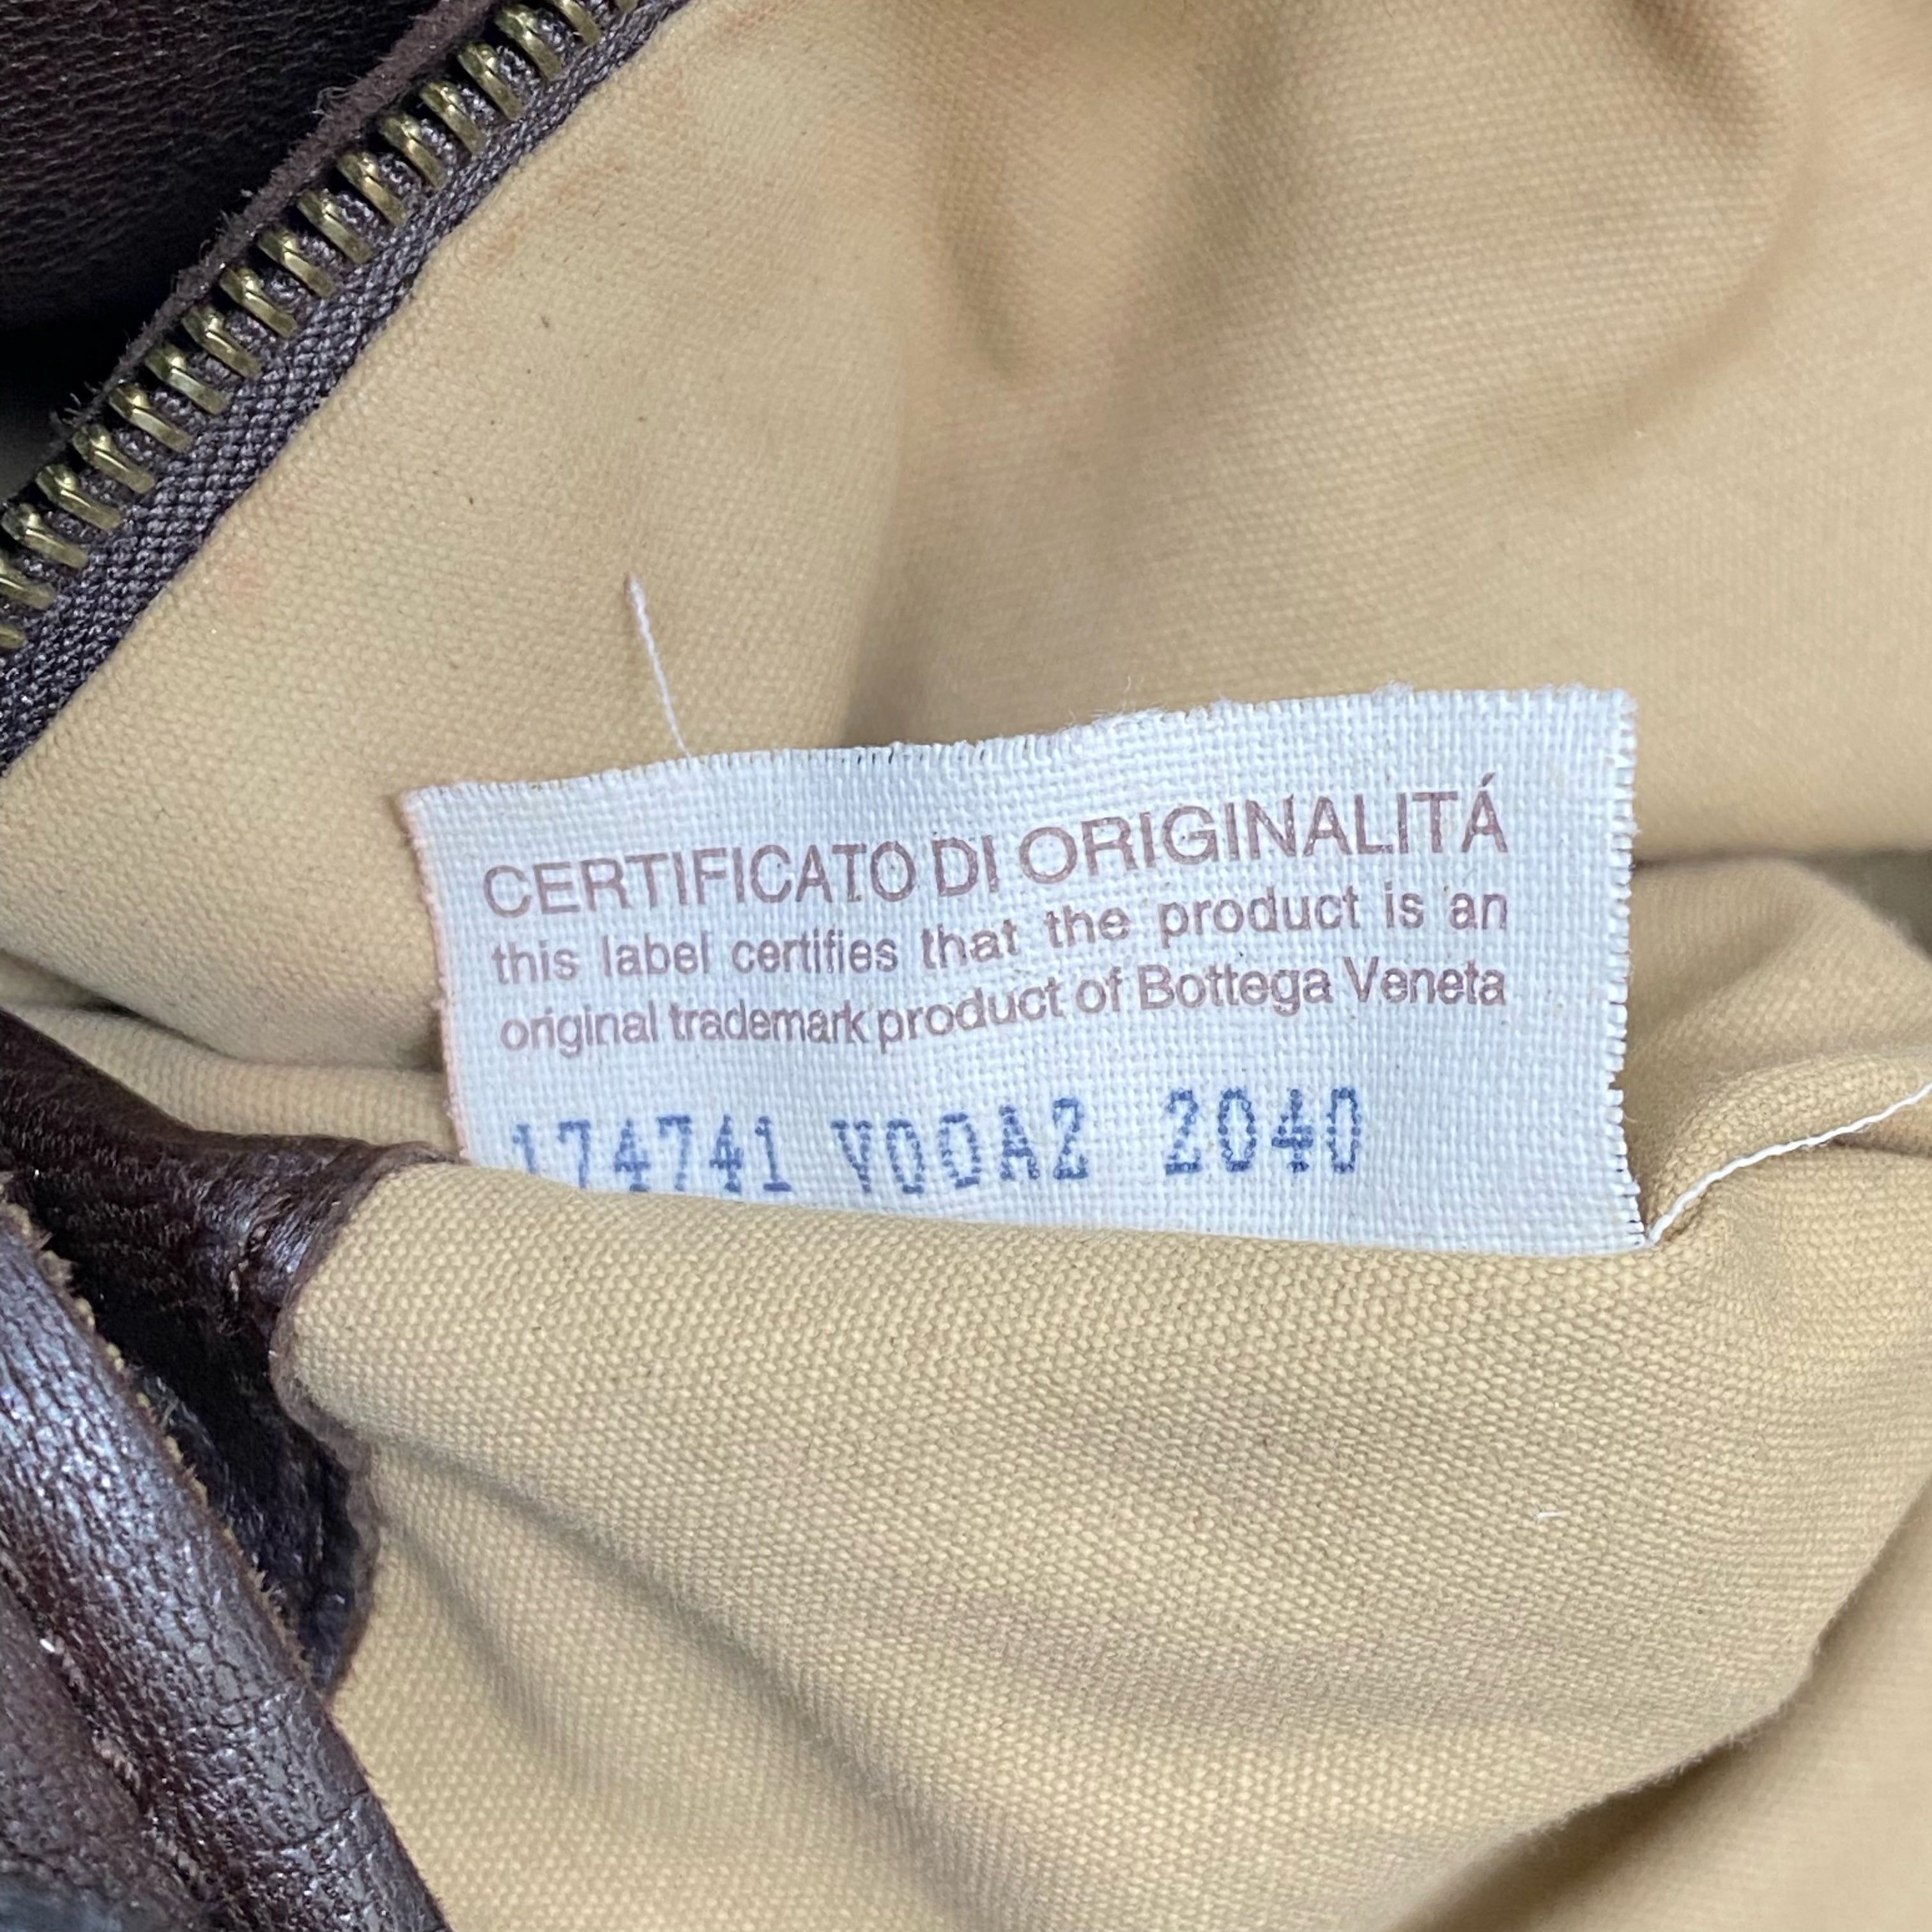 CERTIFICATO DI ORIGINALITÁ
this label certifies that the product is an
original trademark product of Bottega Veneta
174741 V00A2 2040